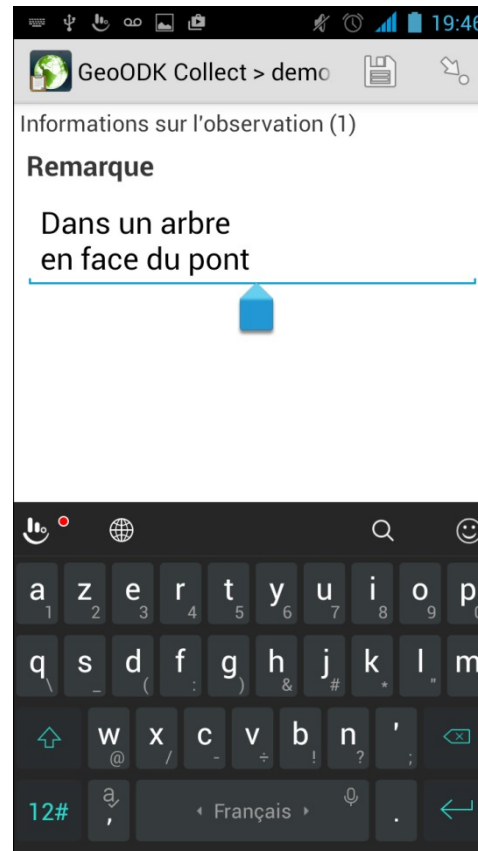 19:46
GeoODK Collect > demo
Informations sur l'observation (1)
Remarque
Dans un arbre
en face du pont
a z e r t y u i o p
1 2 3 4 5 6 7 8 9 0
q s d f g h j k l m
\ _ ( : ) & # * "
w x c v b n '
@ / - ÷ ! ? ;
12# a , Français .